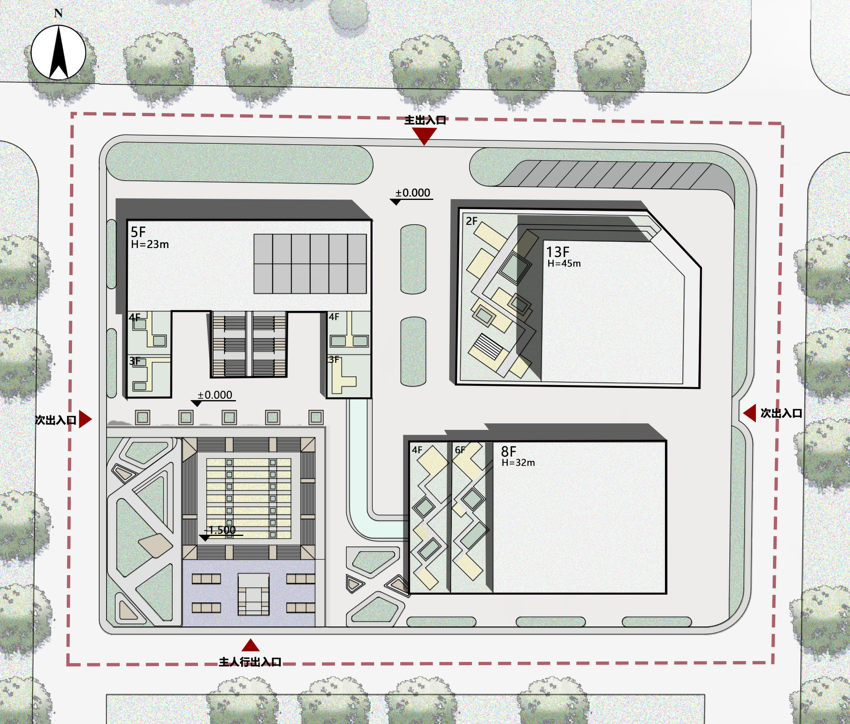 N
主出入口
±0.000
5F
H=23m
2F
13F
H=45m
4F
4F
3F
3F
±0.000
次出入口
次出入口
4F
6F
8F
H=32m
-1.500
主人行出入口